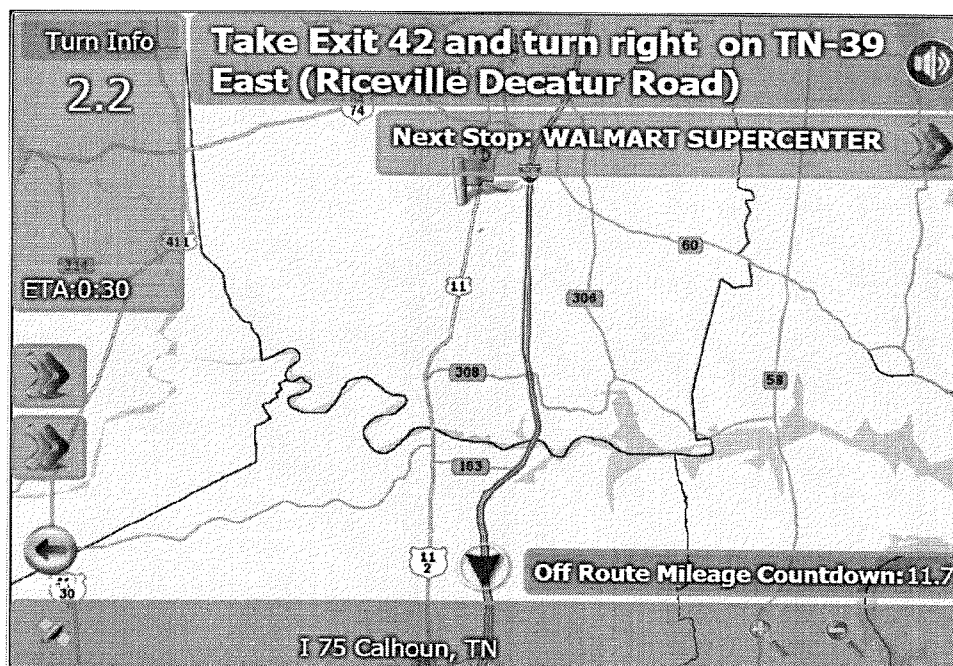 Turn Info
2.2
Take Exit 42 and turn right on TN-39
East (Riceville Decatur Road)
74
Next Stop: WALMART SUPERCENTER
411
60
ETA:0:30
11
306
308
58
163
11
2
30
Off Route Mileage Countdown:11.7
I 75 Calhoun, TN